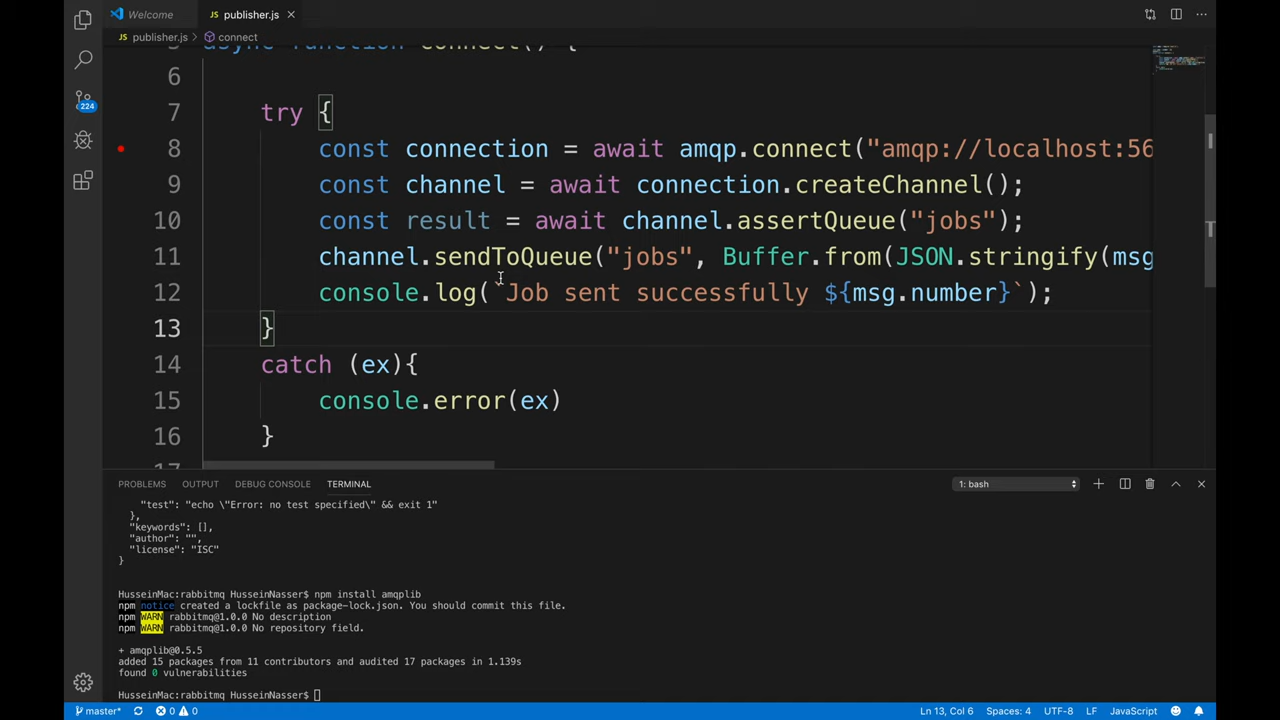 Welcome
JS publisher.js
JS publisher.js > connect
5 async function connect() {
6
7 try {
8 const connection = await amqp.connect("amqp://localhost:56
9 const channel = await connection.createChannel();
10 const result = await channel.assertQueue("jobs");
11 channel.sendToQueue("jobs", Buffer.from(JSON.stringify(msg
12 console.log(`Job sent successfully ${msg.number}`);
13 }
14 catch (ex){
15 console.error(ex)
16 }
17
224
PROBLEMS OUTPUT DEBUG CONSOLE TERMINAL 1: bash
"test": "echo \"Error: no test specified\" && exit 1"
},
"keywords": [],
"author": "",
"license": "ISC"
}
HusseinMac:rabbitmq HusseinNasser$ npm install amqplib
npm notice created a lockfile as package-lock.json. You should commit this file.
npm WARN rabbitmq@1.0.0 No description
npm WARN rabbitmq@1.0.0 No repository field.
+ amqplib@0.5.5
added 15 packages from 11 contributors and audited 17 packages in 1.139s
found 0 vulnerabilities
HusseinMac:rabbitmq HusseinNasser$
master* 0 0 Ln 13, Col 6 Spaces: 4 UTF-8 LF JavaScript